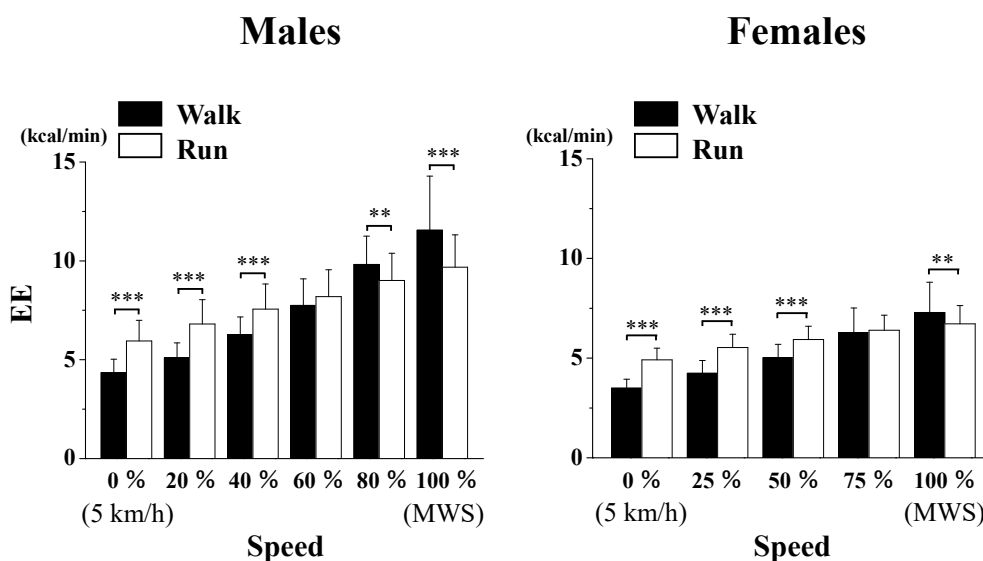 Males
Females
Walk
Run
(kcal/min)
15
10
5
0
EE
***
***
***
**
***
0 %
20 %
40 %
60 %
80 %
100 %
(5 km/h)
(MWS)
Speed
Walk
Run
(kcal/min)
15
10
5
0
***
***
***
**
0 %
25 %
50 %
75 %
100 %
(5 km/h)
(MWS)
Speed